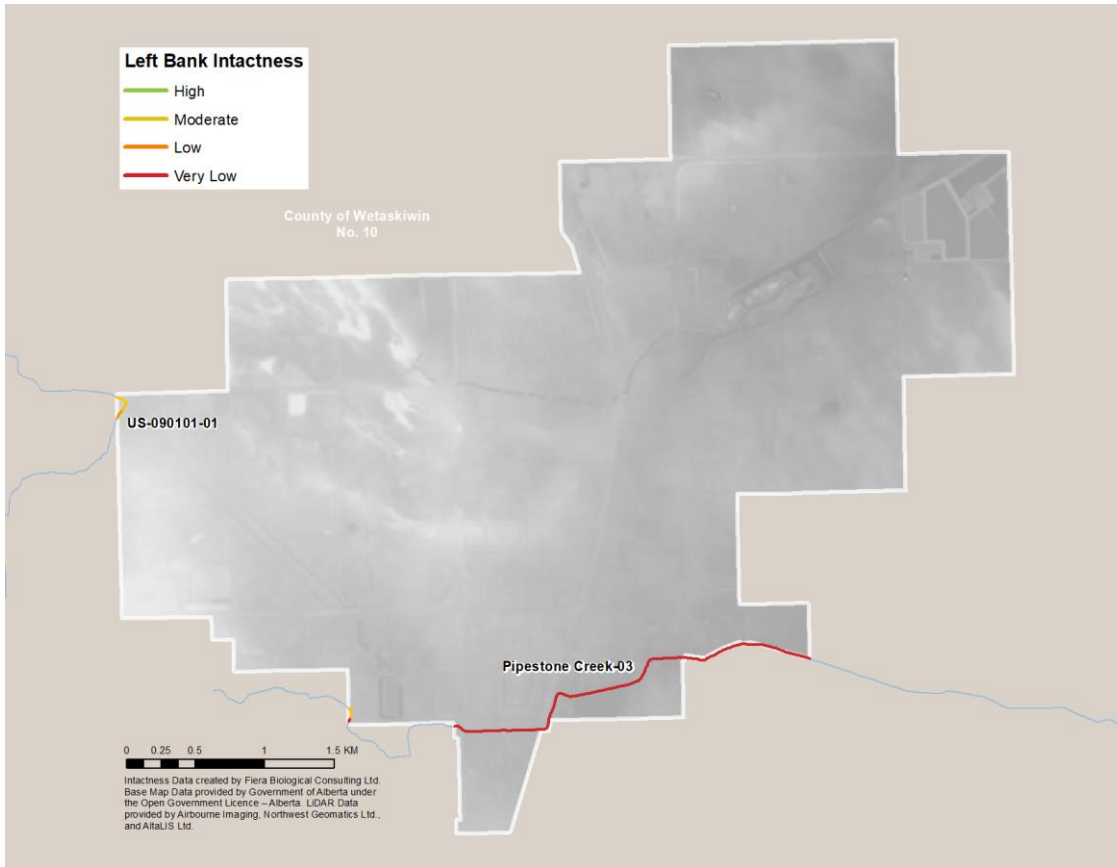 Left Bank Intactness
High
Moderate
Low
Very Low
County of Wetaskiwin
No. 10
US-090101-01
Pipestone Creek-03
0 0.25 0.5 1 1.5 KM
Intactness Data created by Fiera Biological Consulting Ltd.
Base Map Data provided by Government of Alberta under
the Open Government Licence – Alberta. LiDAR Data
provided by Airbourne Imaging, Northwest Geomatics Ltd.,
and AltaLIS Ltd.